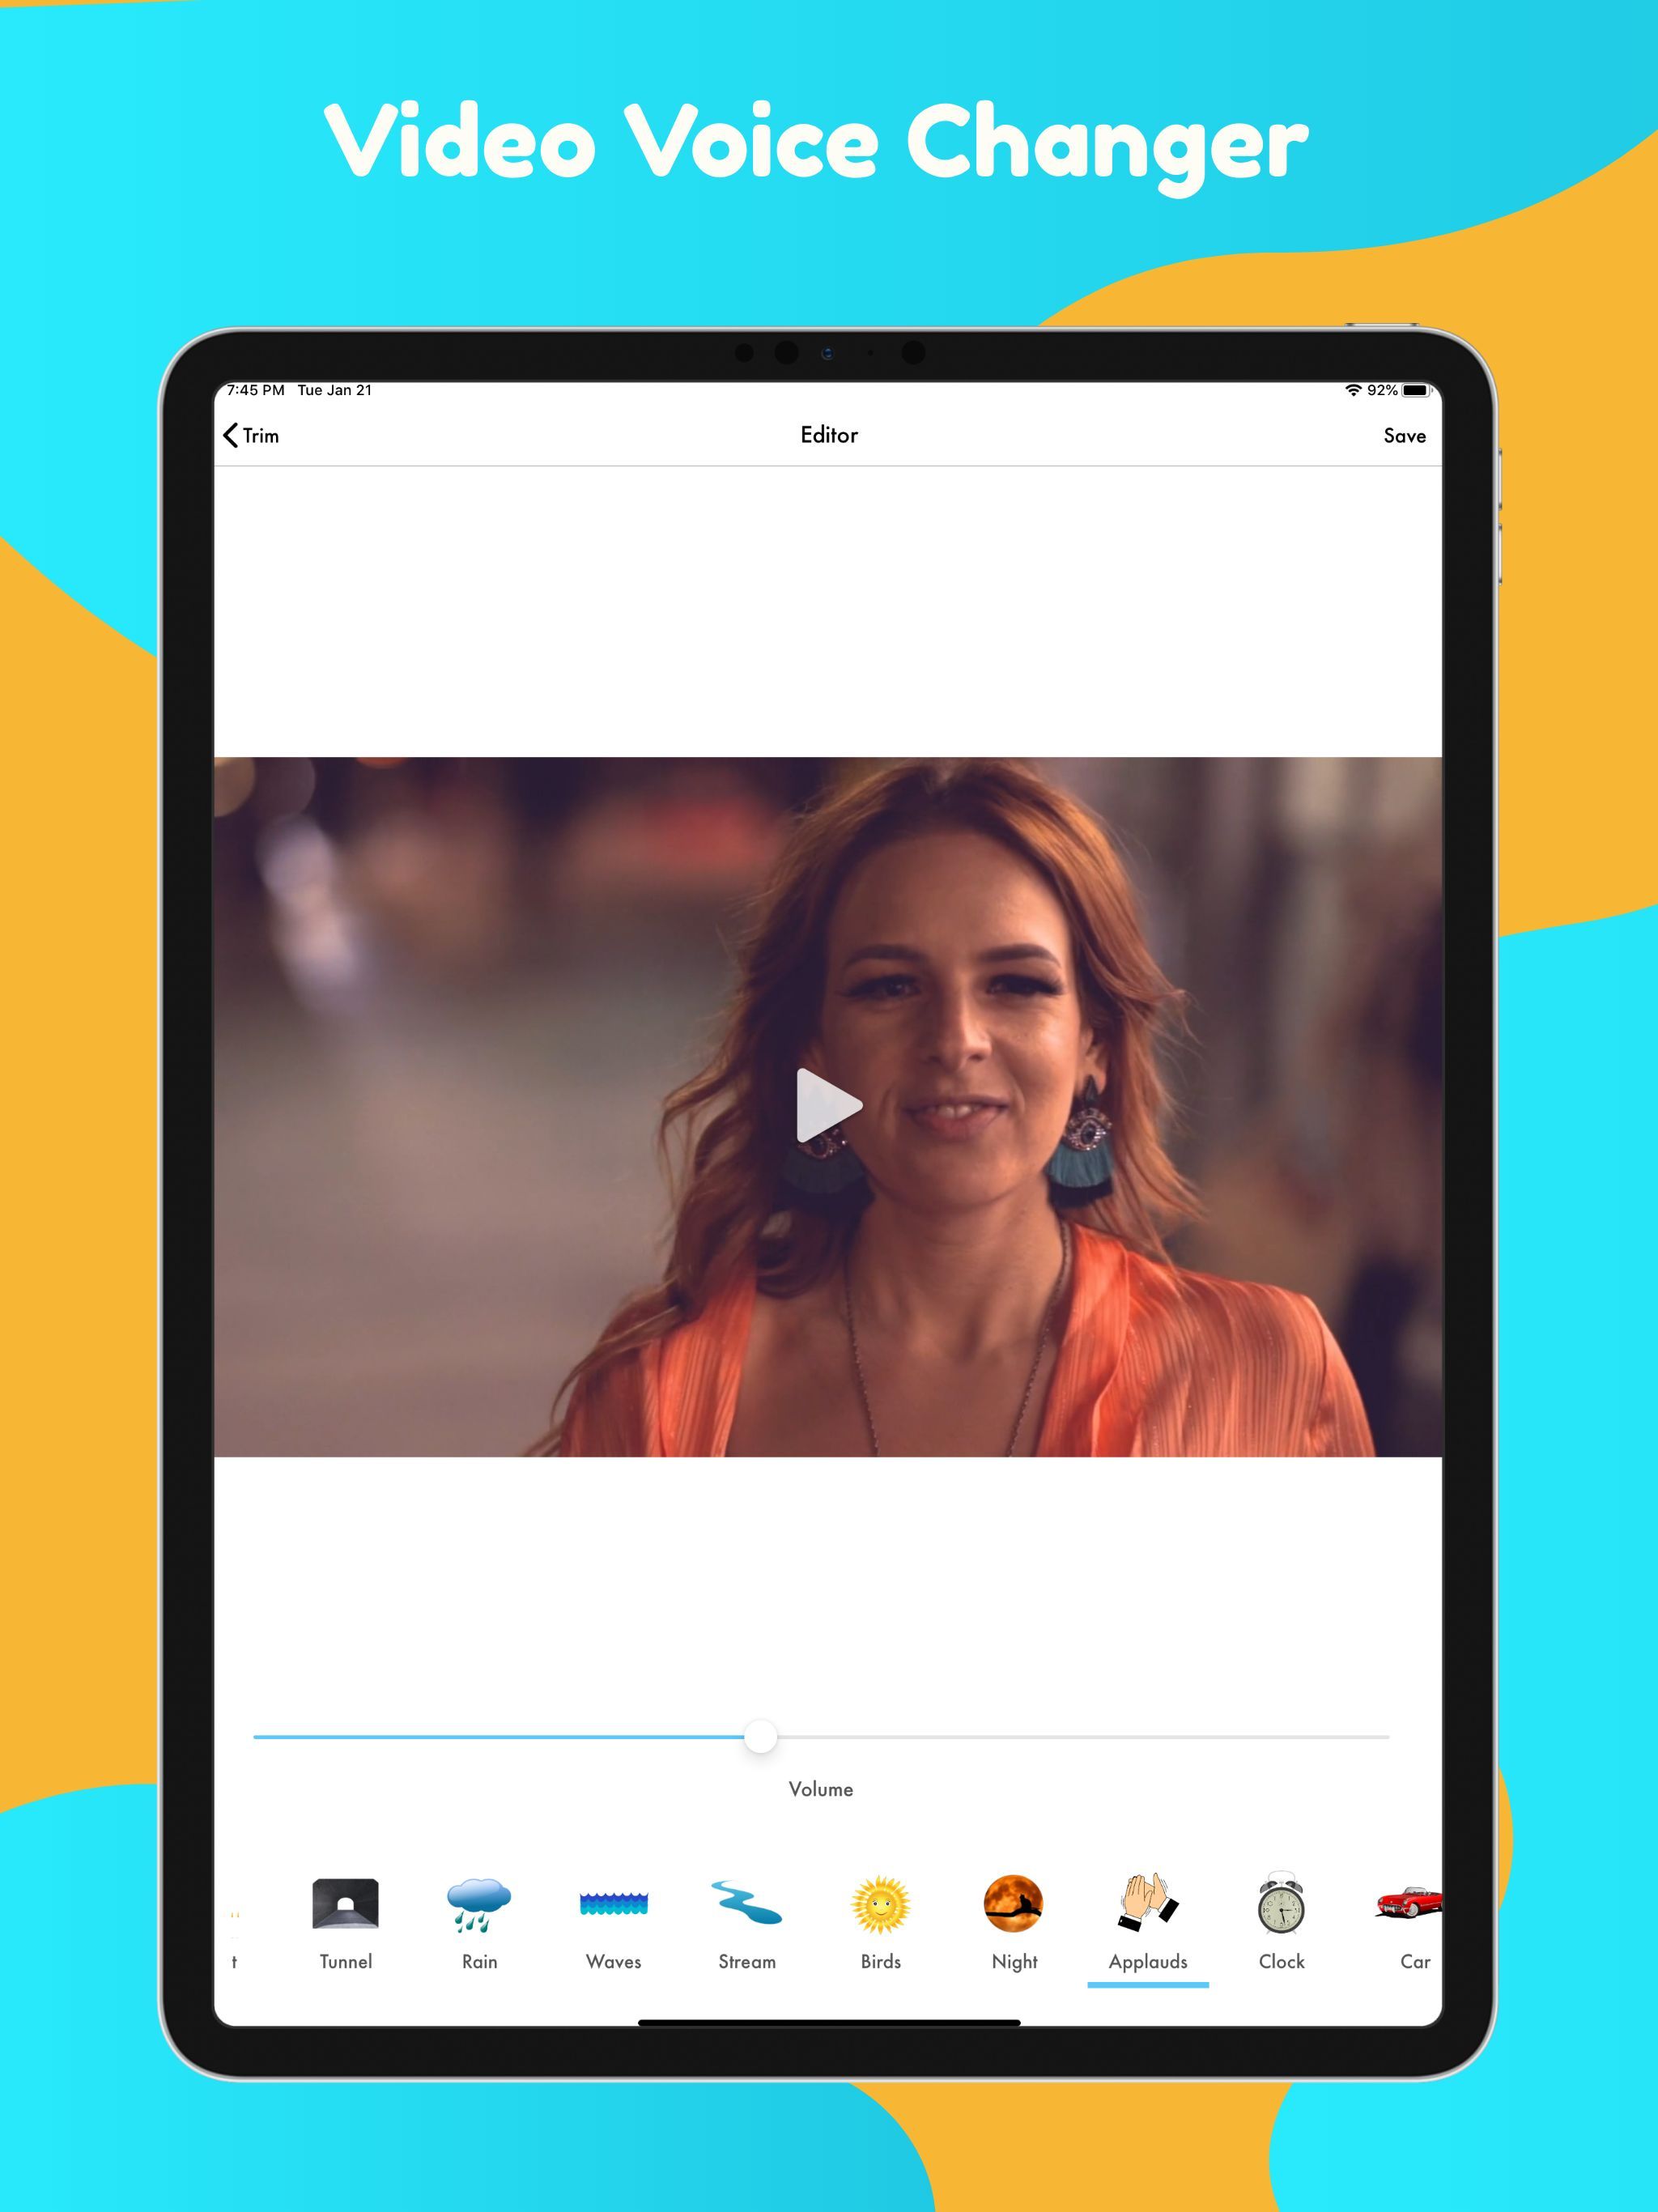 Video Voice Changer
7:45 PM Tue Jan 21
92%
Trim
Editor
Save
Volume
t
Tunnel
Rain
Waves
Stream
Birds
Night
Applauds
Clock
Car